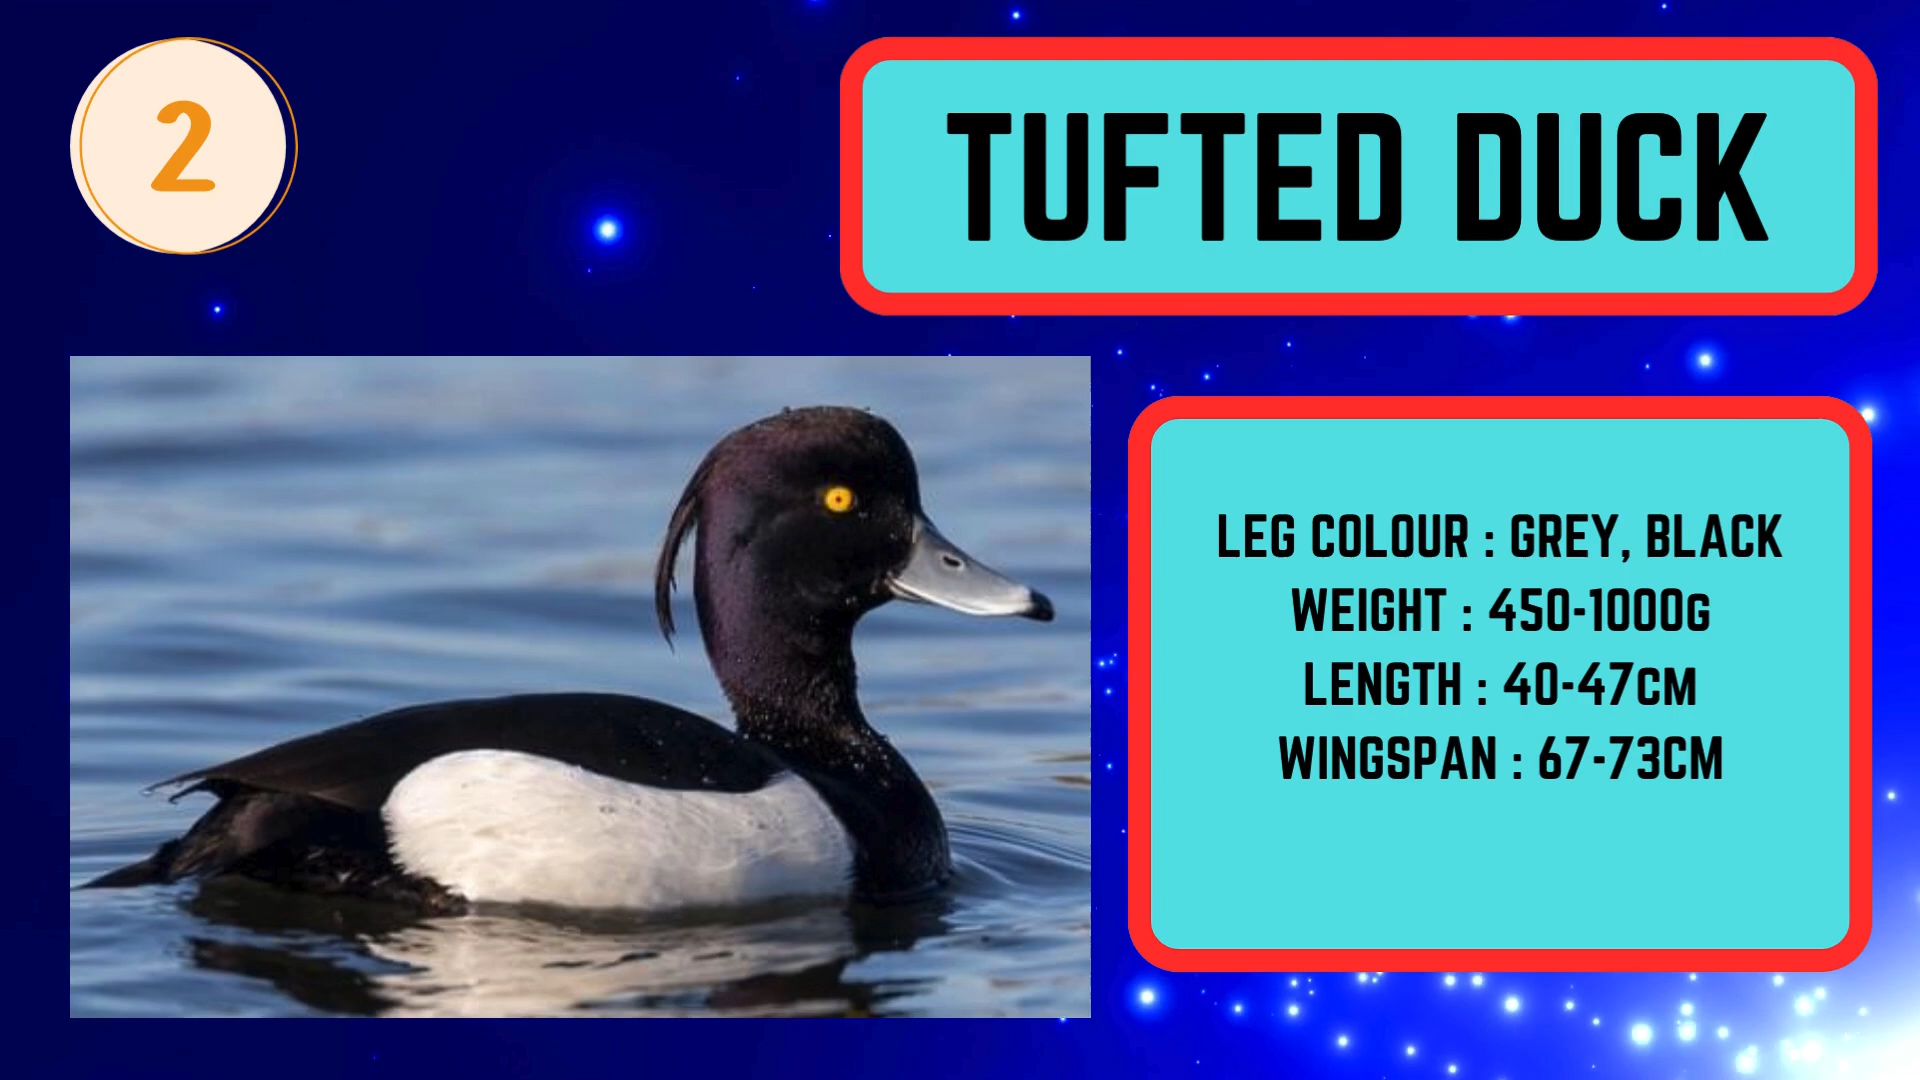 2
TUFTED DUCK
LEG COLOUR : GREY, BLACK
WEIGHT : 450-1000G
LENGTH : 40-47CM
WINGSPAN : 67-73CM